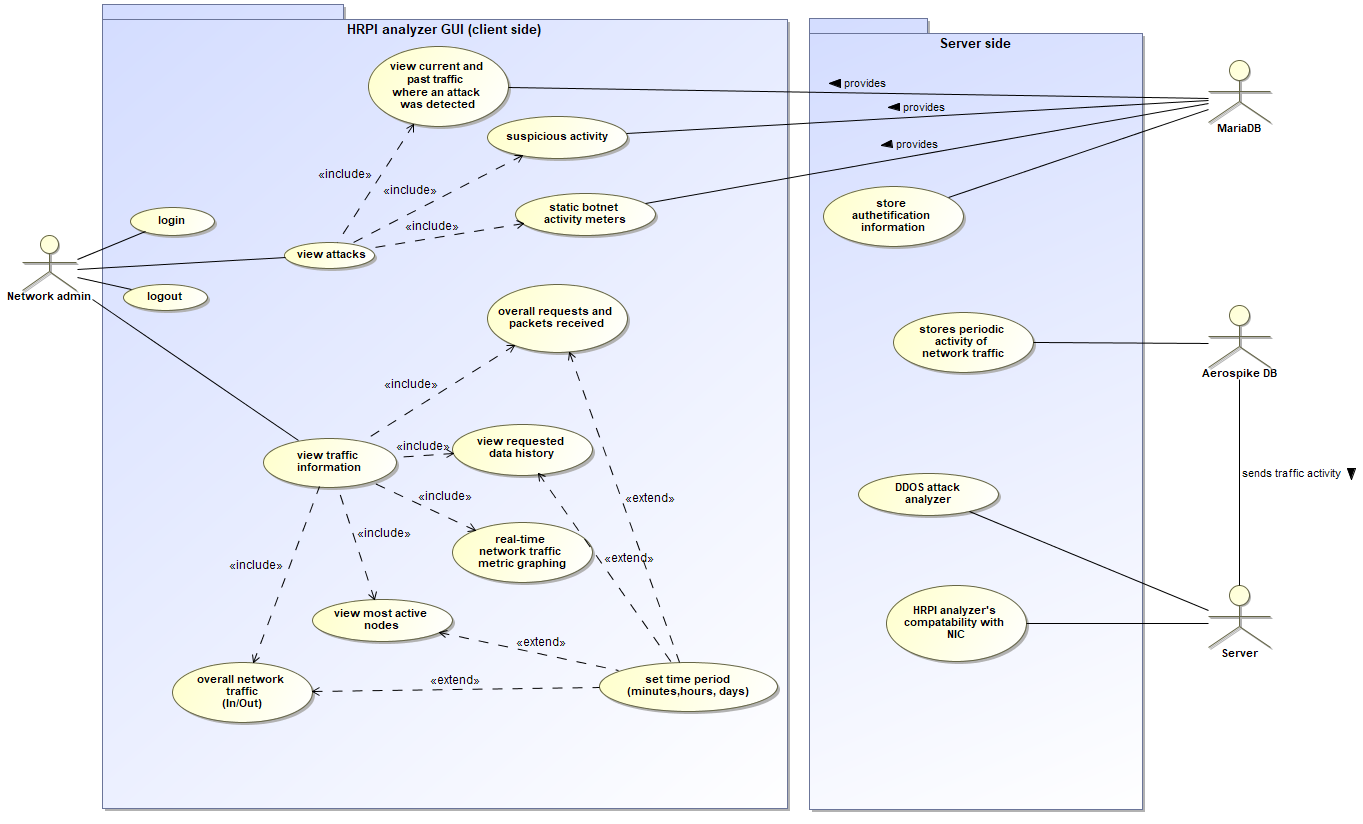 HRPI analyzer GUI (client side)
view current and
past traffic
where an attack
was detected
suspicious activity
«include»
«include»
static botnet
activity meters
«include»
login
view attacks
Network admin
logout
overall requests and
packets received
«include»
view traffic
information
«include»
view requested
data history
«include»
«extend»
real-time
network traffic
metric graphing
«include»
«extend»
«include»
view most active
nodes
«extend»
overall network
traffic
(In/Out)
«extend»
set time period
(minutes,hours, days)
Server side
provides
provides
provides
MariaDB
store
authetification
information
stores periodic
activity of
network traffic
Aerospike DB
sends traffic activity
DDOS attack
analyzer
HRPI analyzer's
compatability with
NIC
Server